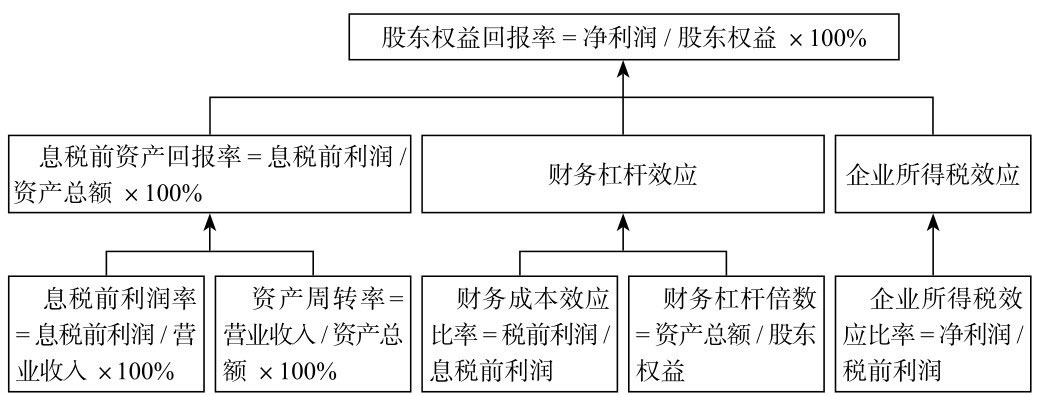 股东权益回报率 = 净利润 / 股东权益 ×100%
息税前资产回报率 = 息税前利润 /
资产总额 ×100%
财务杠杆效应
企业所得税效应
息税前利润率
= 息税前利润 / 营
业收入 ×100%
资产周转率 =
营业收入 / 资产总
额 ×100%
财务成本效应
比率 = 税前利润 /
息税前利润
财务杠杆倍数
= 资产总额 / 股东
权益
企业所得税效
应比率 = 净利润 /
税前利润